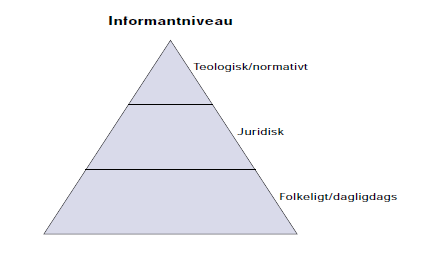 Informantniveau
Teologisk/normativt
Juridisk
Folkeligt/dagligdags